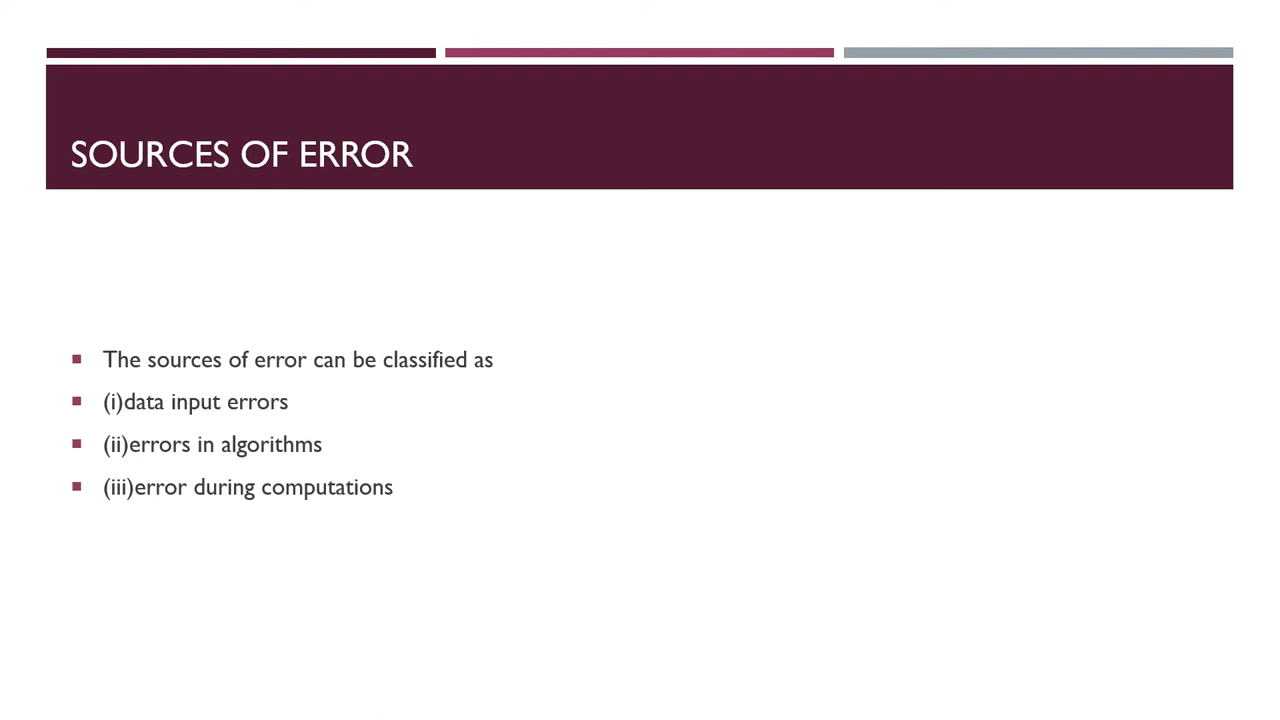 SOURCES OF ERROR
▪ The sources of error can be classified as
▪ (i)data input errors
▪ (ii)errors in algorithms
▪ (iii)error during computations